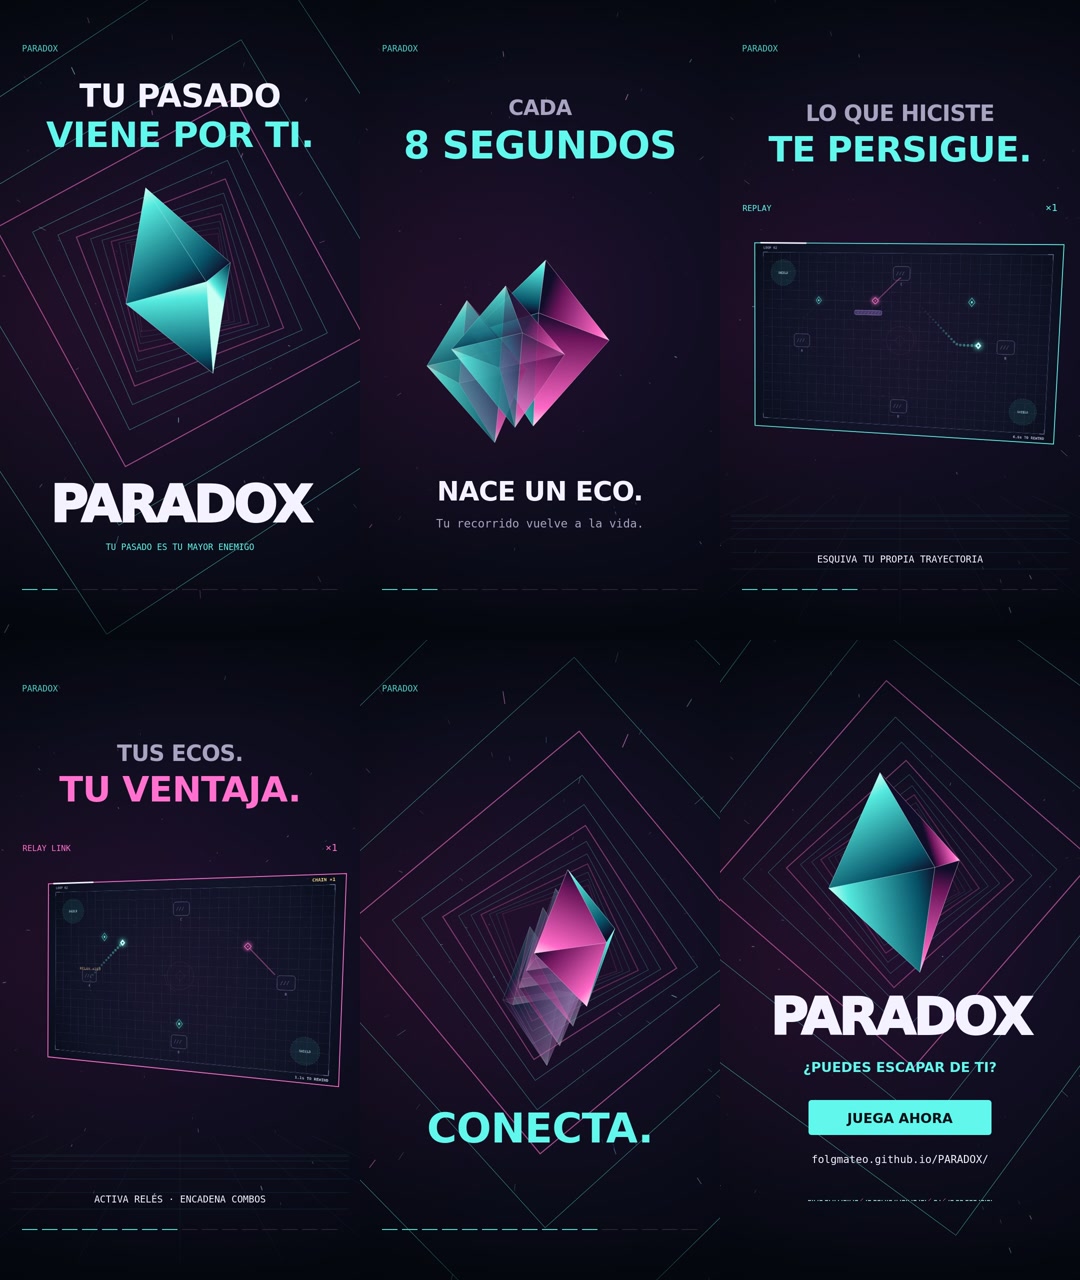 PARADOX
TU PASADO
VIENE POR TI.
PARADOX
TU PASADO ES TU MAYOR ENEMIGO
PARADOX
CADA
8 SEGUNDOS
NACE UN ECO.
Tu recorrido vuelve a la vida.
PARADOX
LO QUE HICISTE
TE PERSIGUE.
REPLAY
×1
ESQUIVA TU PROPIA TRAYECTORIA
PARADOX
TUS ECOS.
TU VENTAJA.
RELAY LINK
×1
CHAIN ×1
ACTIVA RELÉS · ENCADENA COMBOS
PARADOX
CONECTA.
PARADOX
¿PUEDES ESCAPAR DE TI?
JUEGA AHORA
folgmateo.github.io/PARADOX/